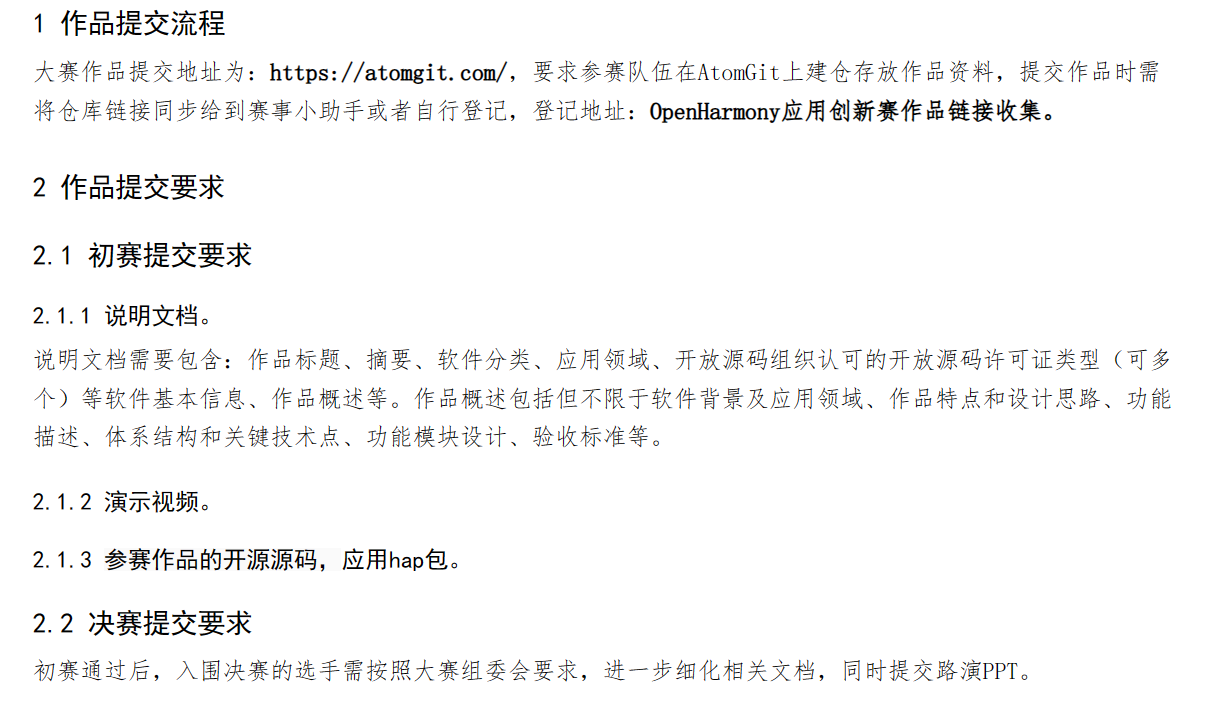 1 作品提交流程
大赛作品提交地址为：https://atomgit.com/，要求参赛队伍在AtomGit上建仓存放作品资料，提交作品时需
将仓库链接同步给到赛事小助手或者自行登记，登记地址：OpenHarmony应用创新赛作品链接收集。
2 作品提交要求
2.1 初赛提交要求
2.1.1 说明文档。
说明文档需要包含：作品标题、摘要、软件分类、应用领域、开放源码组织认可的开放源码许可证类型（可多
个）等软件基本信息、作品概述等。作品概述包括但不限于软件背景及应用领域、作品特点和设计思路、功能
描述、体系结构和关键技术点、功能模块设计、验收标准等。
2.1.2 演示视频。
2.1.3 参赛作品的开源源码，应用hap包。
2.2 决赛提交要求
初赛通过后，入围决赛的选手需按照大赛组委会要求，进一步细化相关文档，同时提交路演PPT。